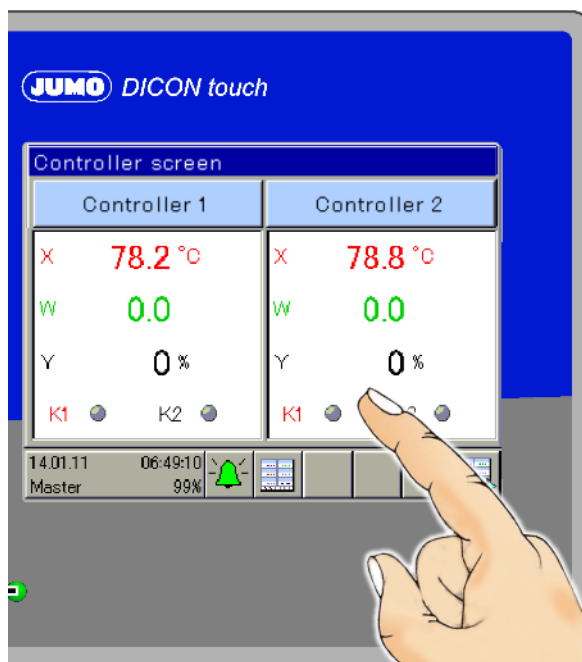 JUMO DICON touch
Controller screen
Controller 1 Controller 2
X 78.2 °C X 78.8 °C
W 0.0 W 0.0
Y 0 % Y 0 %
K1 K2 K1
14.01.11 06:49:10
Master 99%